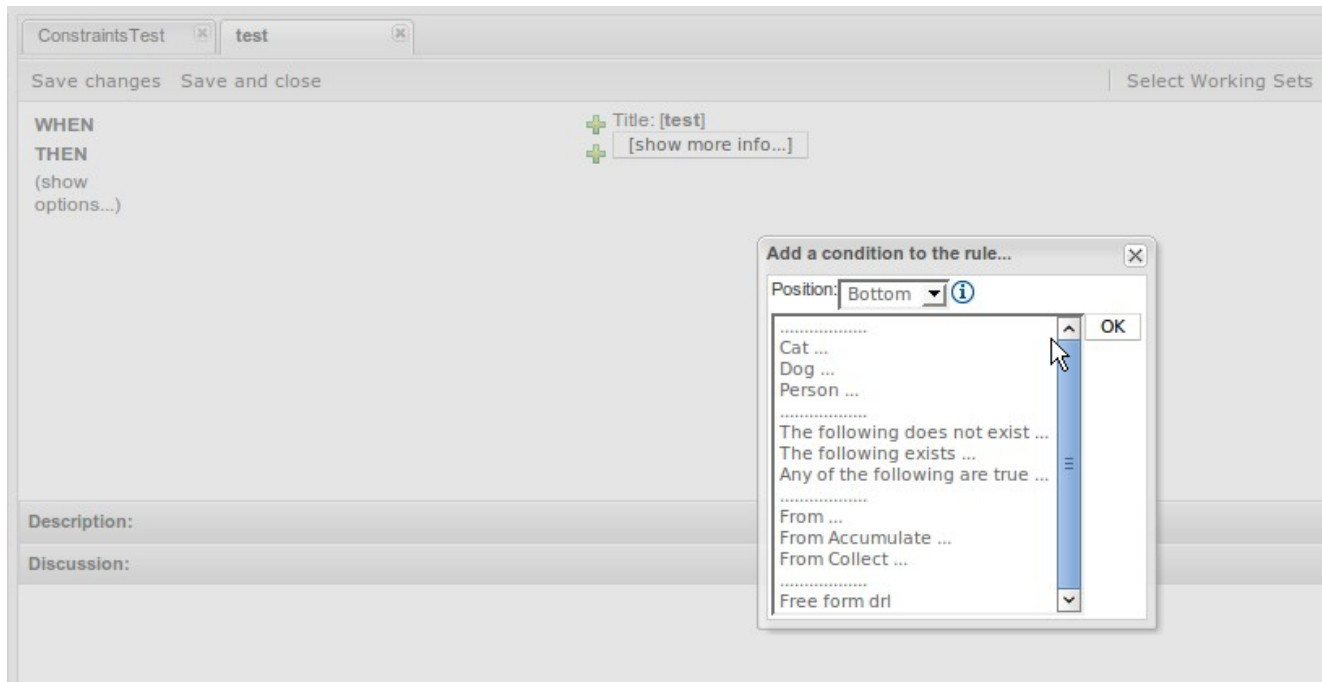 ConstraintsTest test
Save changes Save and close Select Working Sets
WHEN Title: [test]
THEN [show more info...]
(show
options...)
Add a condition to the rule...
Position: Bottom
.................. OK
Cat ...
Dog ...
Person ...
..................
The following does not exist ...
The following exists ...
Any of the following are true ...
..................
From ...
From Accumulate ...
From Collect ...
..................
Free form drl
Description:
Discussion: